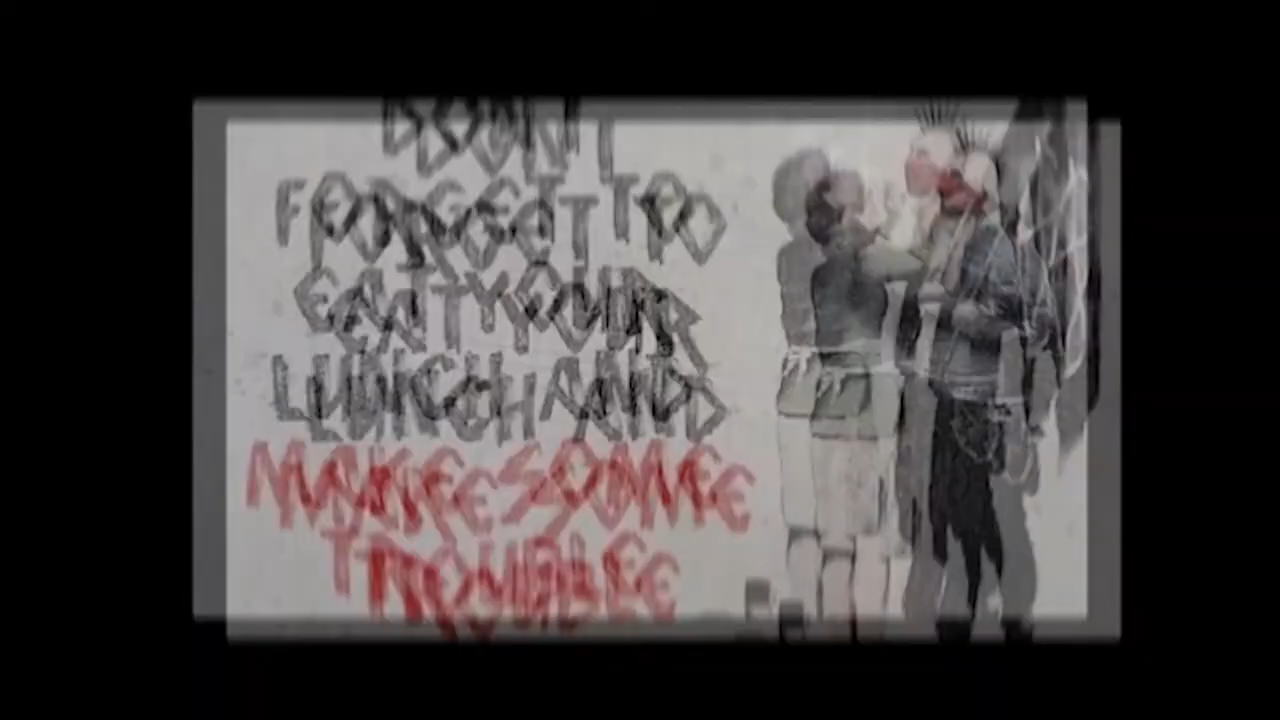 DON'T
FORGET TO
EAT YOUR
LUNCH AND
MAKE SOME
TROUBLE